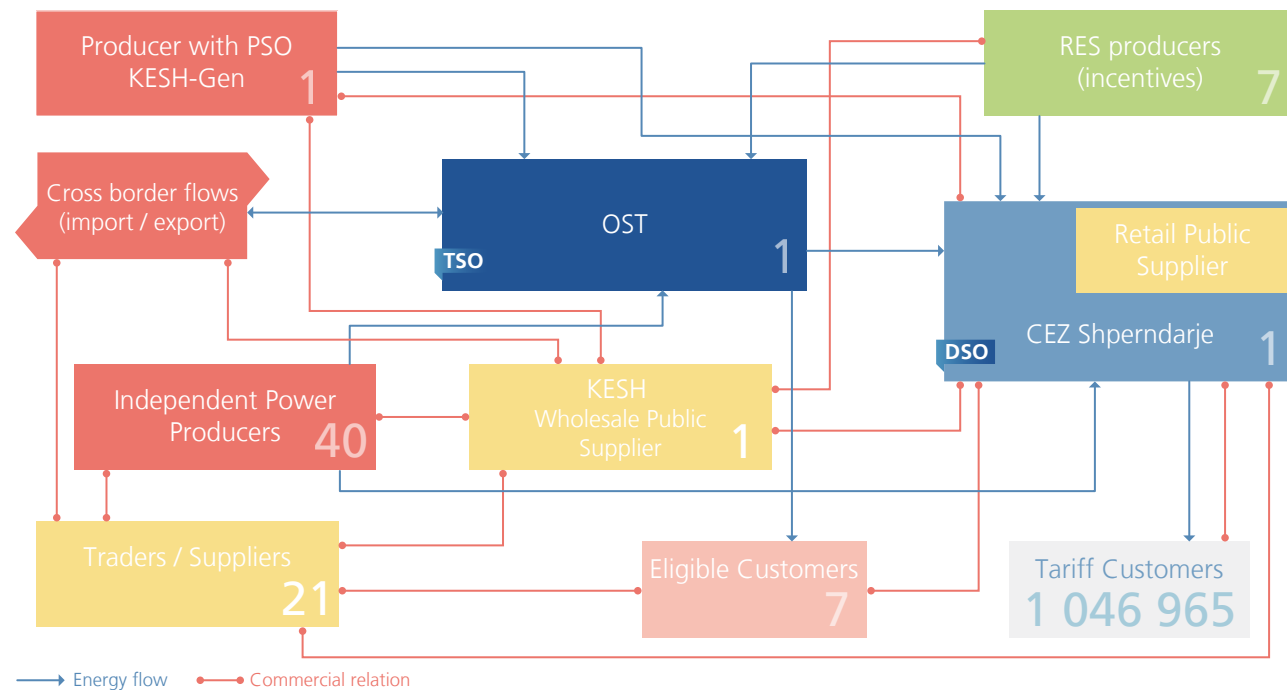 Producer with PSO
KESH-Gen
1
RES producers
(incentives)
7
Cross border flows
(import / export)
OST
1
TSO
Retail Public
Supplier
CEZ Shperndarje
1
DSO
Independent Power
Producers
40
KESH
Wholesale Public
Supplier
1
Traders / Suppliers
21
Eligible Customers
7
Tariff Customers
1 046 965
Energy flow
Commercial relation